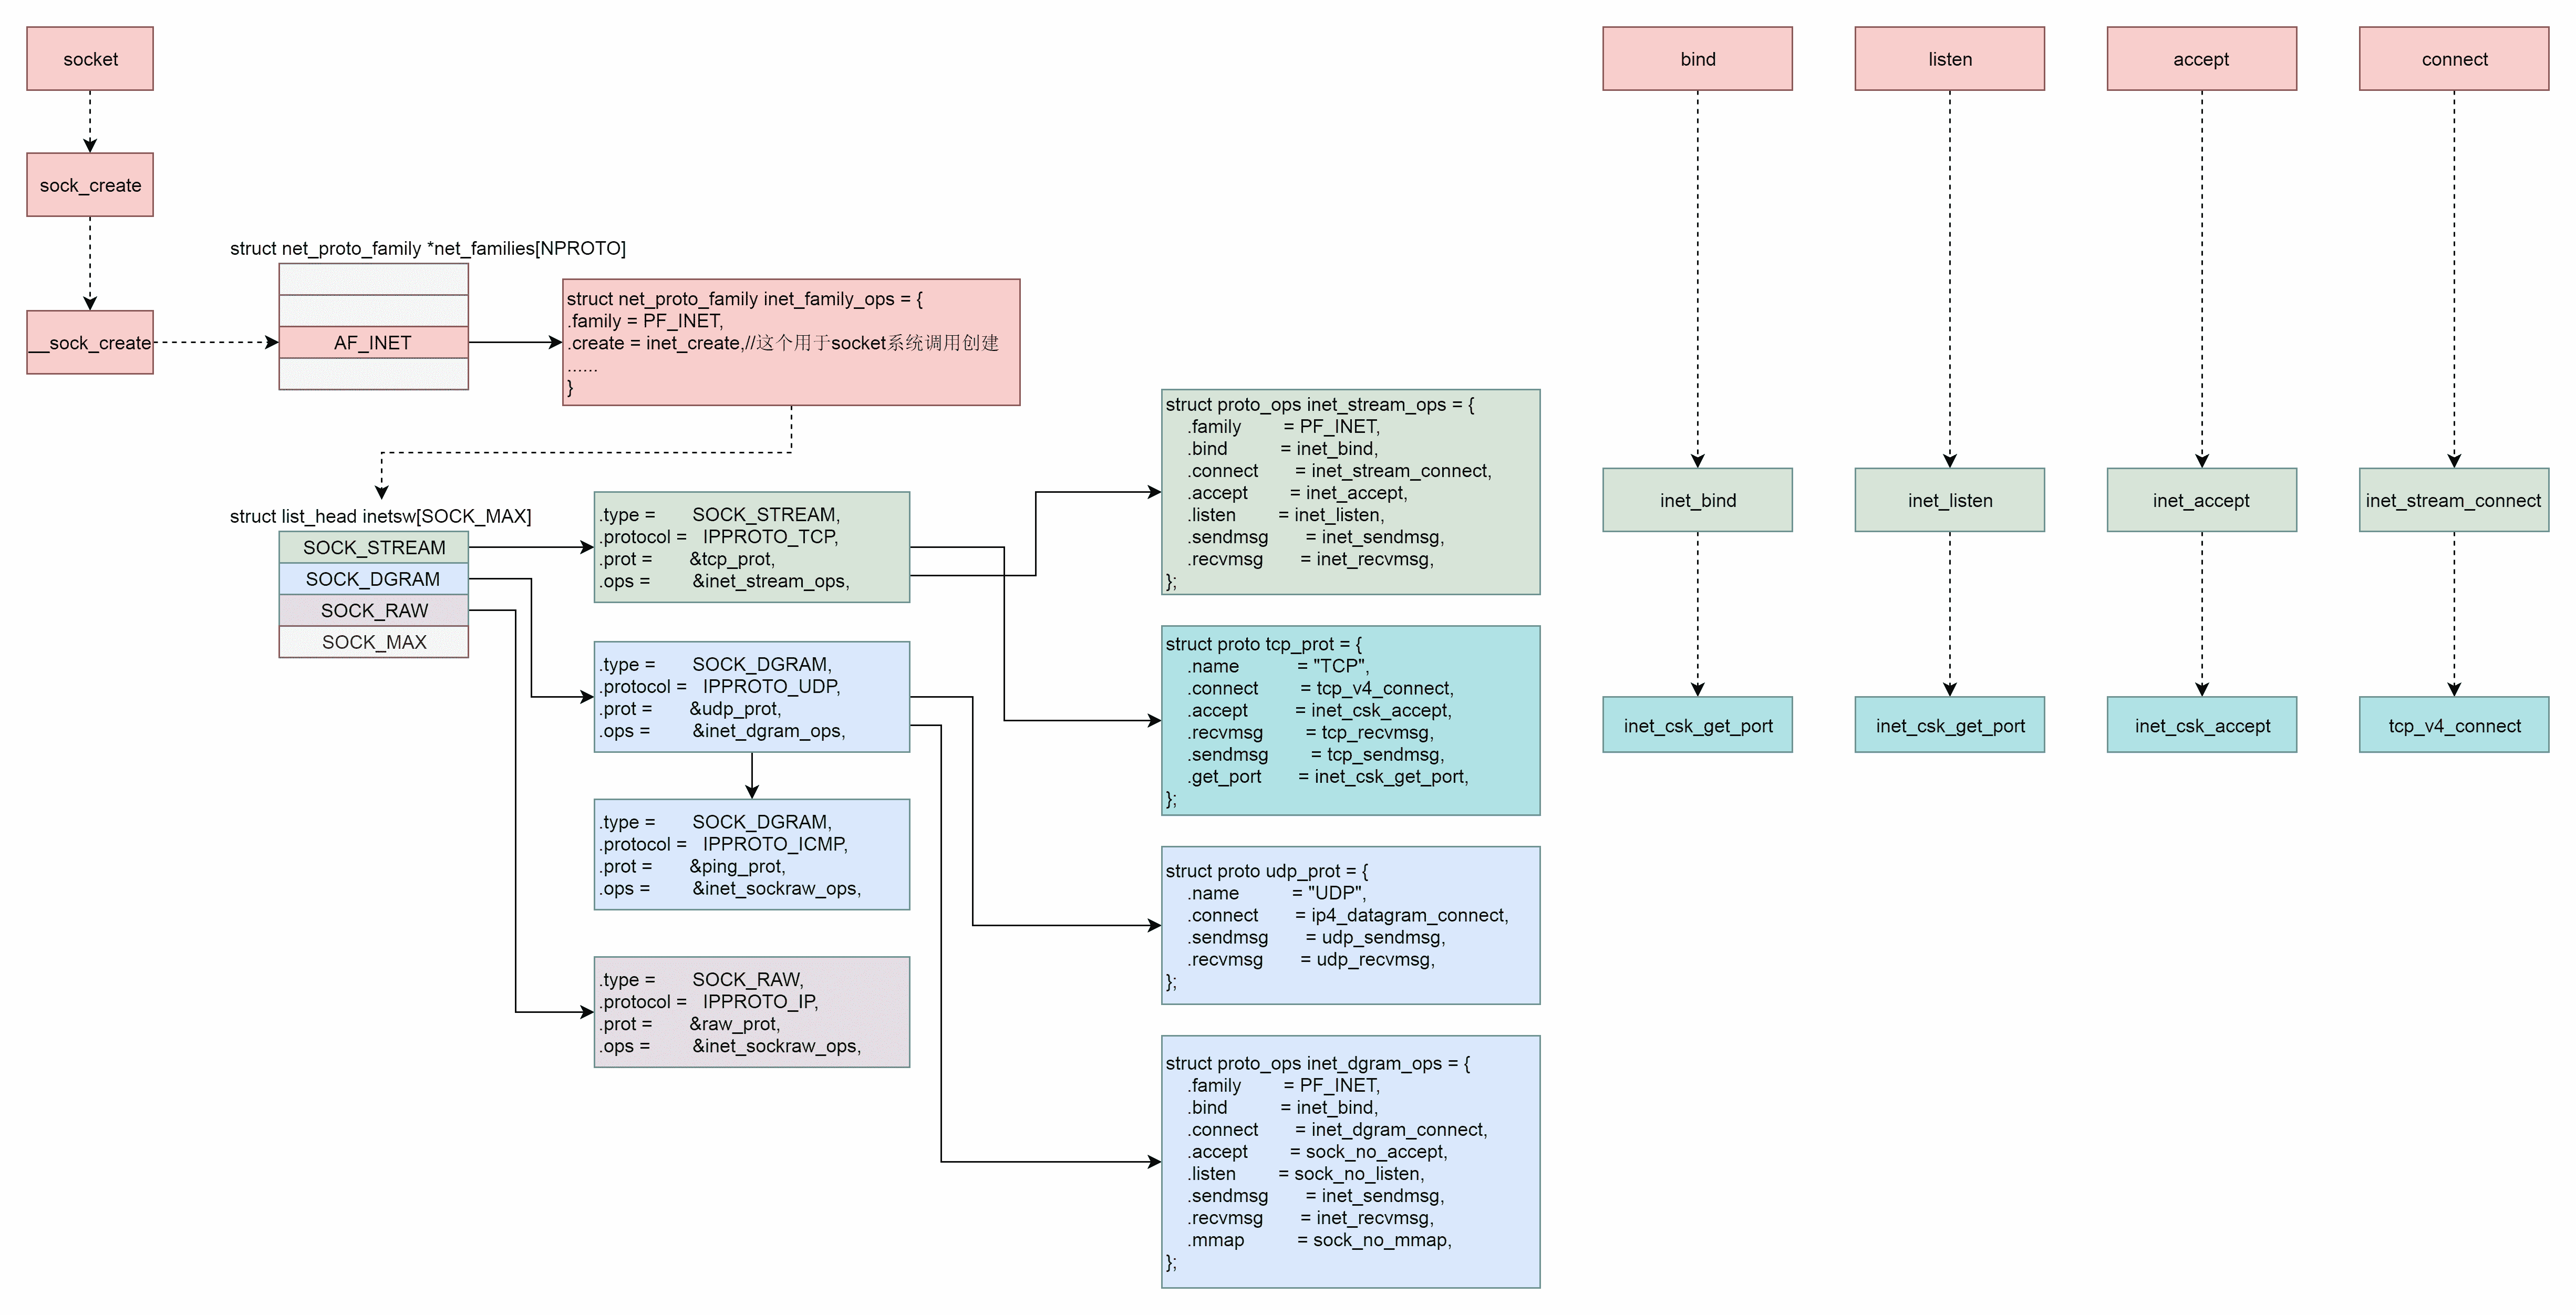 socket
sock_create
__sock_create
struct net_proto_family *net_families[NPROTO]
AF_INET
struct net_proto_family inet_family_ops = {
.family = PF_INET,
.create = inet_create,//这个用于socket系统调用创建
......
}
struct list_head inetsw[SOCK_MAX]
SOCK_STREAM
SOCK_DGRAM
SOCK_RAW
SOCK_MAX
.type = SOCK_STREAM,
.protocol = IPPROTO_TCP,
.prot = &tcp_prot,
.ops = &inet_stream_ops,
.type = SOCK_DGRAM,
.protocol = IPPROTO_UDP,
.prot = &udp_prot,
.ops = &inet_dgram_ops,
.type = SOCK_DGRAM,
.protocol = IPPROTO_ICMP,
.prot = &ping_prot,
.ops = &inet_sockraw_ops,
.type = SOCK_RAW,
.protocol = IPPROTO_IP,
.prot = &raw_prot,
.ops = &inet_sockraw_ops,
struct proto_ops inet_stream_ops = {
.family = PF_INET,
.bind = inet_bind,
.connect = inet_stream_connect,
.accept = inet_accept,
.listen = inet_listen,
.sendmsg = inet_sendmsg,
.recvmsg = inet_recvmsg,
};
struct proto tcp_prot = {
.name = "TCP",
.connect = tcp_v4_connect,
.accept = inet_csk_accept,
.recvmsg = tcp_recvmsg,
.sendmsg = tcp_sendmsg,
.get_port = inet_csk_get_port,
};
struct proto udp_prot = {
.name = "UDP",
.connect = ip4_datagram_connect,
.sendmsg = udp_sendmsg,
.recvmsg = udp_recvmsg,
};
struct proto_ops inet_dgram_ops = {
.family = PF_INET,
.bind = inet_bind,
.connect = inet_dgram_connect,
.accept = sock_no_accept,
.listen = sock_no_listen,
.sendmsg = inet_sendmsg,
.recvmsg = inet_recvmsg,
.mmap = sock_no_mmap,
};
bind
inet_bind
inet_csk_get_port
listen
inet_listen
inet_csk_get_port
accept
inet_accept
inet_csk_accept
connect
inet_stream_connect
tcp_v4_connect